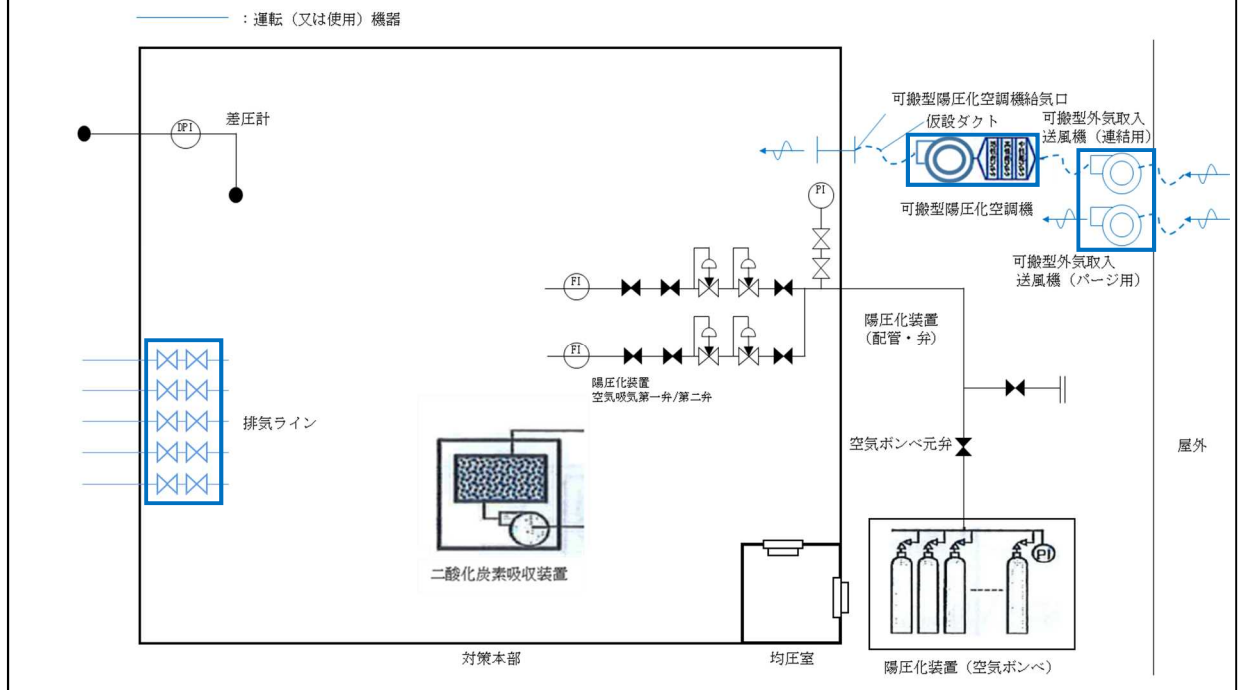 ：運転（又は使用）機器
差圧計
DPI
可搬型陽圧化空調機給気口
仮設ダクト
可搬型外気取入
送風機（連結用）
PI
可搬型陽圧化空調機
可搬型外気取入
送風機（パージ用）
FI
陽圧化装置
（配管・弁）
FI
陽圧化装置
空気吸気第一弁/第二弁
排気ライン
空気ボンベ元弁
屋外
PI
二酸化炭素吸収装置
対策本部
均圧室
陽圧化装置（空気ボンベ）